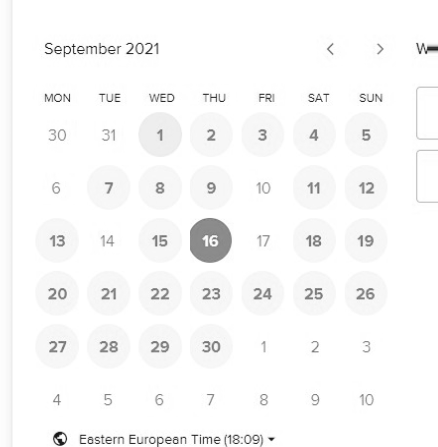 September 2021 < >
MON TUE WED THU FRI SAT SUN
30 31 1 2 3 4 5
6 7 8 9 10 11 12
13 14 15 16 17 18 19
20 21 22 23 24 25 26
27 28 29 30 1 2 3
4 5 6 7 8 9 10
Eastern European Time (18:09)